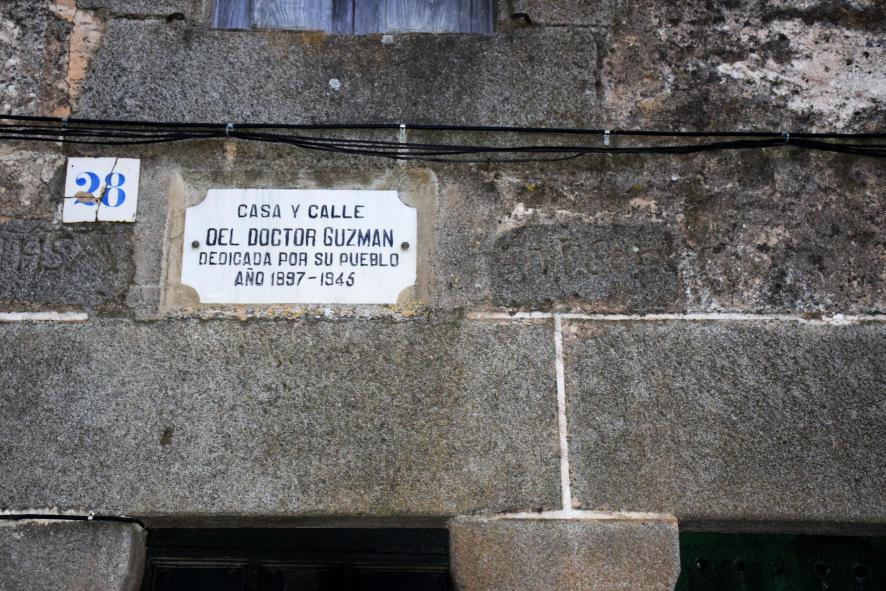 28
CASA Y CALLE
DEL DOCTOR GUZMAN
DEDICADA POR SU PUEBLO
AÑO 1897-1945